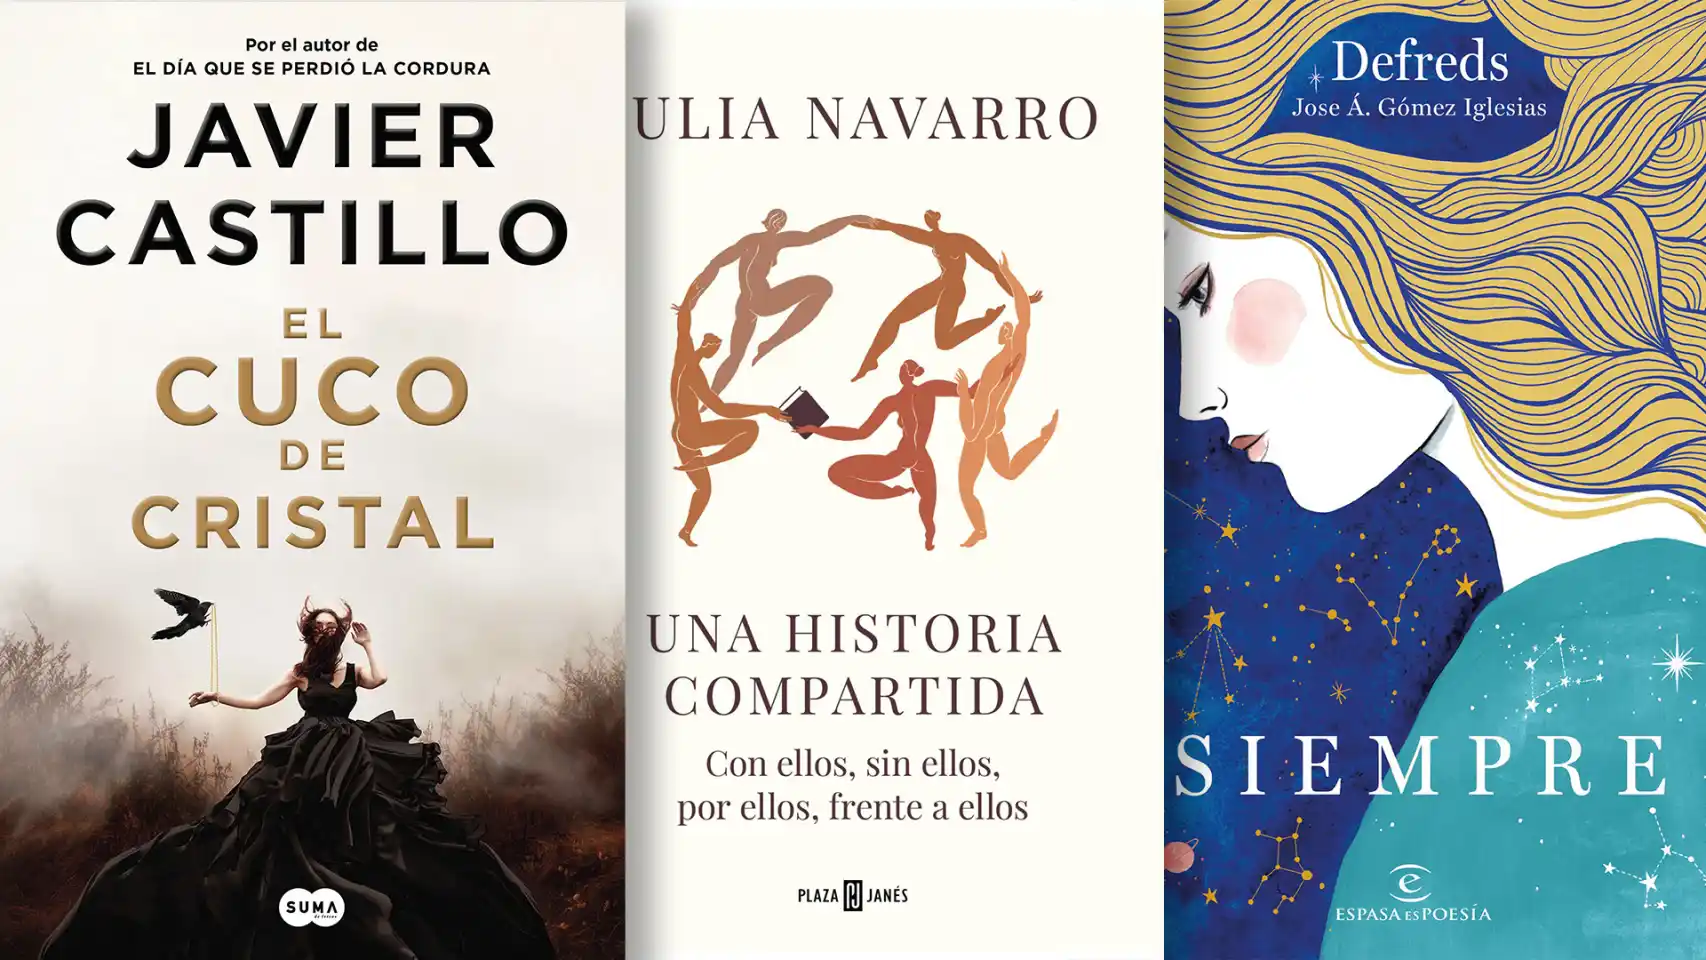 Por el autor de
EL DÍA QUE SE PERDIÓ LA CORDURA
JAVIER
CASTILLO
EL
CUCO
DE
CRISTAL
SUMA
de letras
ULIA NAVARRO
UNA HISTORIA
COMPARTIDA
Con ellos, sin ellos,
por ellos, frente a ellos
PLAZA JANÉS
Defreds
Jose Á. Gómez Iglesias
SIEMPRE
e
ESPASA ES POESÍA